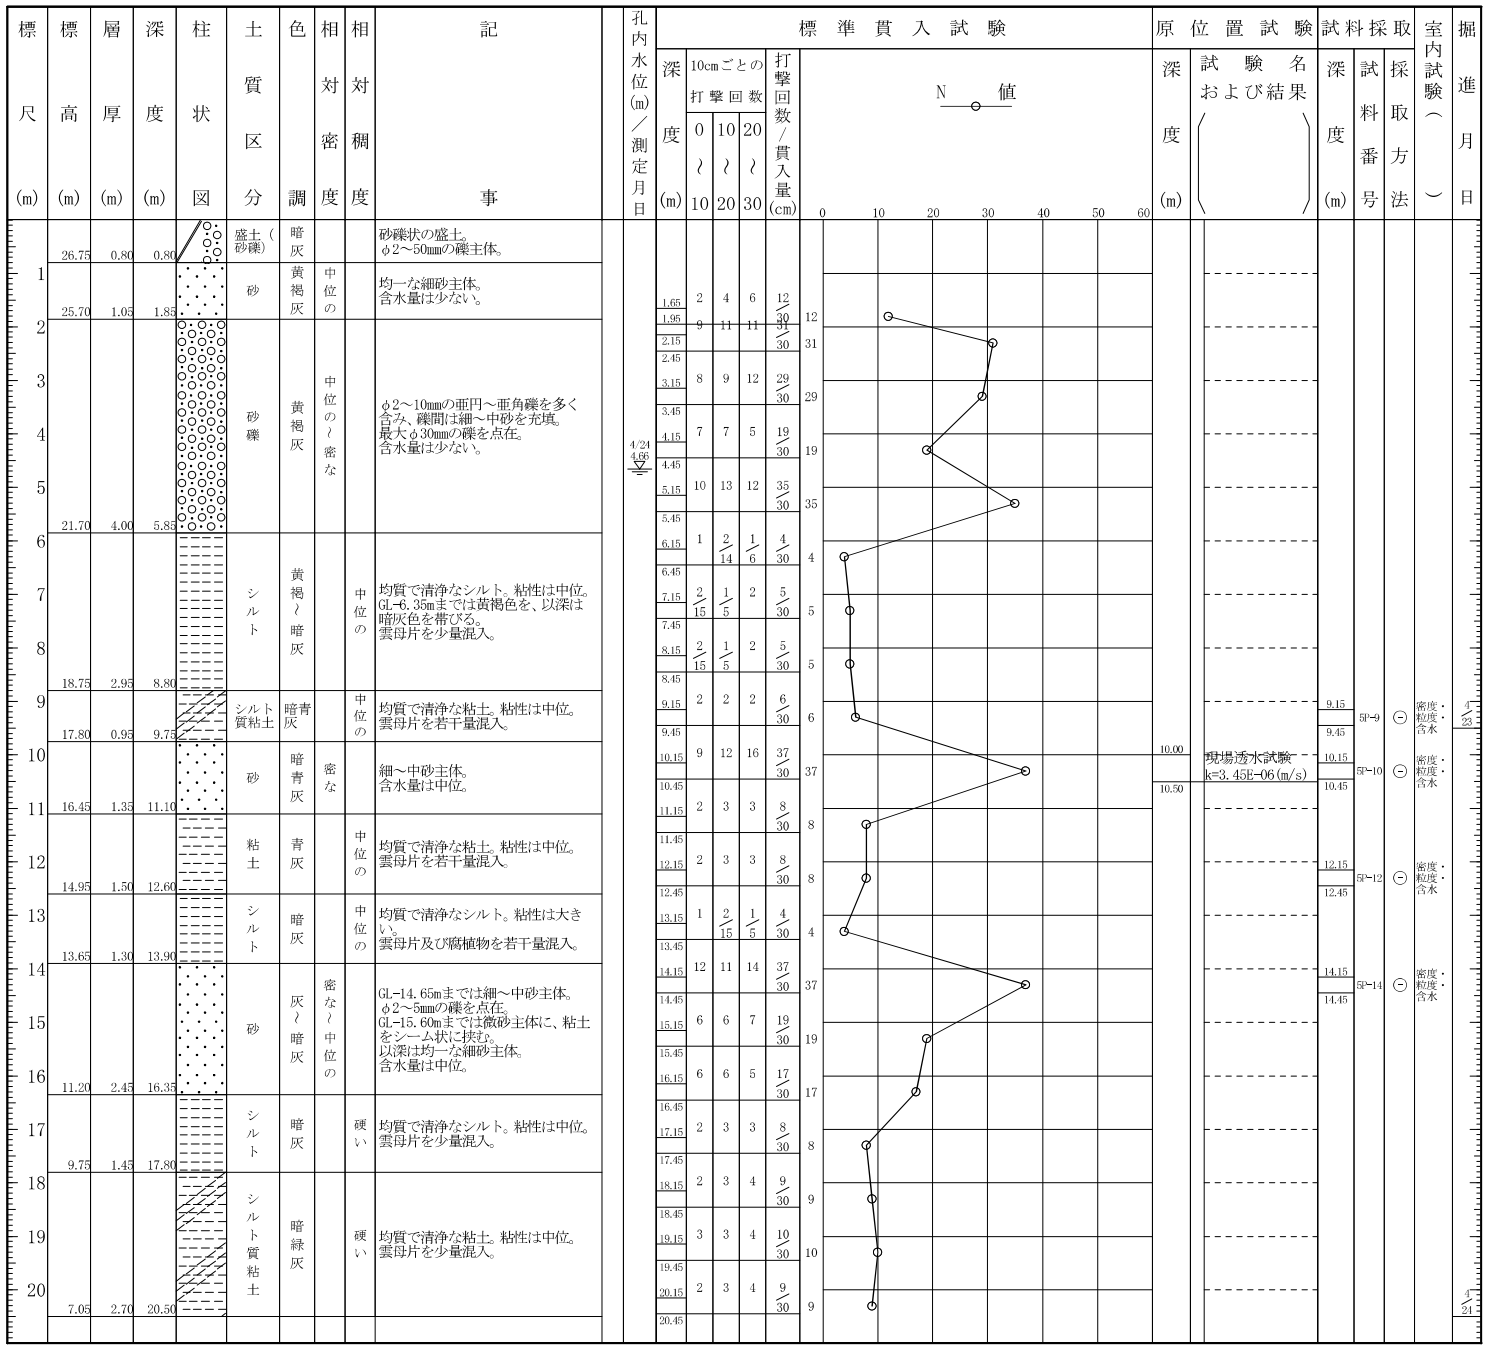 標尺(m) 標高(m) 層厚(m) 深度(m) 柱状図 土質区分 色調 相対密度 相対稠度 記事 孔内水位(m)／測定月日 標準貫入試験 原位置試験 試料採取 室内試験（　） 掘進月日
深度(m) 10cmごとの打撃回数 打撃回数/貫入量(cm) N 値 深度(m) 試験名および結果 深度(m) 試料番号 採取方法
0〜10 10〜20 20〜30 0 10 20 30 40 50 60
26.75 0.80 0.80 盛土（砂礫） 暗灰 砂礫状の盛土。
φ2〜50mmの礫主体。
1
25.70 1.05 1.85 砂 黄褐灰 中位の 均一な細砂主体。
含水量は少ない。
1.65 2 4 6 12/30 12
1.95
2
9 11 11 31/30 31
2.15
2.45
3
3.15 8 9 12 29/30 29
3.45
21.70 4.00 5.85 砂礫 黄褐灰 中位の〜密な φ2〜10mmの亜円〜亜角礫を多く
含み、礫間は細〜中砂を充填。
最大φ30mmの礫を点在。
含水量は少ない。
4
4/24
4.66
4.15 7 7 5 19/30 19
4.45
5
5.15 10 13 12 35/30 35
5.45
6
6.15 1 2/14 1/6 4/30 4
6.45
18.75 2.95 8.80 シルト 黄褐〜暗灰 中位の 均質で清浄なシルト。粘性は中位。
GL-6.35mまでは黄褐色を、以深は
暗灰色を帯びる。
雲母片を少量混入。
7
7.15 2/15 1/5 2 5/30 5
7.45
8
8.15 2/15 1/5 2 5/30 5
8.45
9
17.80 0.95 9.75 シルト質粘土 暗青灰 中位の 均質で清浄な粘土。粘性は中位。
雲母片を若干量混入。
9.15 2 2 2 6/30 6
9.45
9.15 5P-9 密度・粒度・含水 4/23
9.45
10
16.45 1.35 11.10 砂 暗青灰 密な 細〜中砂主体。
含水量は中位。
10.15 9 12 16 37/30 37
10.45
10.00 現場透水試験
k=3.45E-06(m/s)
10.50
10.15 5P-10 密度・粒度・含水
10.45
11
11.15 2 3 3 8/30 8
11.45
12
14.95 1.50 12.60 粘土 青灰 中位の 均質で清浄な粘土。粘性は中位。
雲母片を若干量混入。
12.15 2 3 3 8/30 8
12.45
12.15 5P-12 密度・粒度・含水
12.45
13
13.65 1.30 13.90 シルト 暗灰 中位の 均質で清浄なシルト。粘性は大き
い。
雲母片及び腐植物を若干量混入。
13.15 1 2/15 1/5 4/30 4
13.45
14
14.15 12 11 14 37/30 37
14.45
14.15 5P-14 密度・粒度・含水
14.45
11.20 2.45 16.35 砂 灰〜暗灰 密な〜中位の GL-14.65mまでは細〜中砂主体。
φ2〜5mmの礫を点在。
GL-15.60mまでは微砂主体に、粘土
をシーム状に挟む。
以深は均一な細砂主体。
含水量は中位。
15
15.15 6 6 7 19/30 19
15.45
16
16.15 6 6 5 17/30 17
16.45
17
9.75 1.45 17.80 シルト 暗灰 硬い 均質で清浄なシルト。粘性は中位。
雲母片を少量混入。
17.15 2 3 3 8/30 8
17.45
18
18.15 2 3 4 9/30 9
18.45
19
7.05 2.70 20.50 シルト質粘土 暗緑灰 硬い 均質で清浄な粘土。粘性は中位。
雲母片を少量混入。
19.15 3 3 4 10/30 10
19.45
20
20.15 2 3 4 9/30 9
20.45
4/24